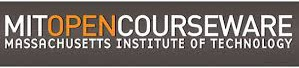 MITOPENCOURSEWARE
MASSACHUSETTS INSTITUTE OF TECHNOLOGY